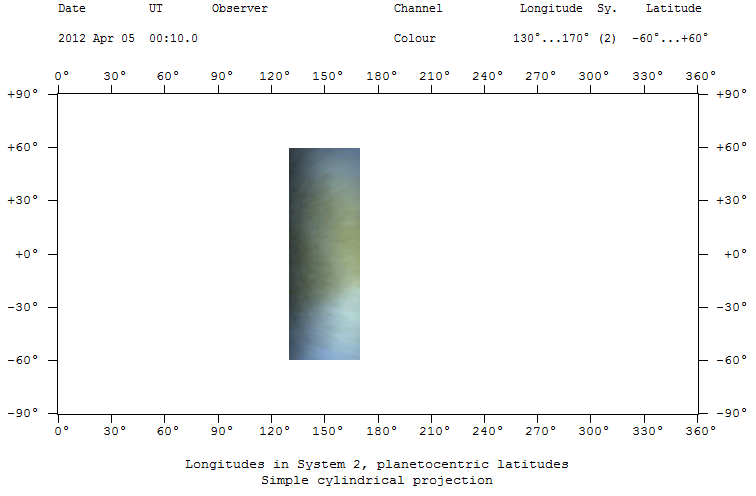 Date UT Observer Channel Longitude Sy. Latitude
2012 Apr 05 00:10.0 Colour 130°...170° (2) -60°...+60°
0° 30° 60° 90° 120° 150° 180° 210° 240° 270° 300° 330° 360°
+90° +90°
+60° +60°
+30° +30°
+0° +0°
-30° -30°
-60° -60°
-90° -90°
0° 30° 60° 90° 120° 150° 180° 210° 240° 270° 300° 330° 360°
Longitudes in System 2, planetocentric latitudes
Simple cylindrical projection